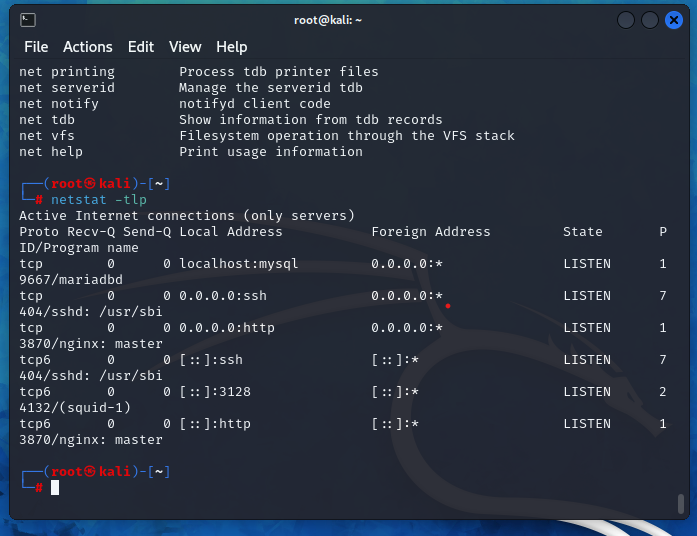 root@kali: ~
File Actions Edit View Help
net printing        Process tdb printer files
net serverid        Manage the serverid tdb
net notify          notifyd client code
net tdb             Show information from tdb records
net vfs             Filesystem operation through the VFS stack
net help            Print usage information
┌──(root㉿kali)-[~]
└─# netstat -tlp
Active Internet connections (only servers)
Proto Recv-Q Send-Q Local Address           Foreign Address         State       P
ID/Program name
tcp        0      0 localhost:mysql         0.0.0.0:*               LISTEN      1
9667/mariadbd
tcp        0      0 0.0.0.0:ssh             0.0.0.0:*               LISTEN      7
404/sshd: /usr/sbi
tcp        0      0 0.0.0.0:http            0.0.0.0:*               LISTEN      1
3870/nginx: master
tcp6       0      0 [::]:ssh                [::]:*                  LISTEN      7
404/sshd: /usr/sbi
tcp6       0      0 [::]:3128               [::]:*                  LISTEN      2
4132/(squid-1)
tcp6       0      0 [::]:http               [::]:*                  LISTEN      1
3870/nginx: master
┌──(root㉿kali)-[~]
└─#